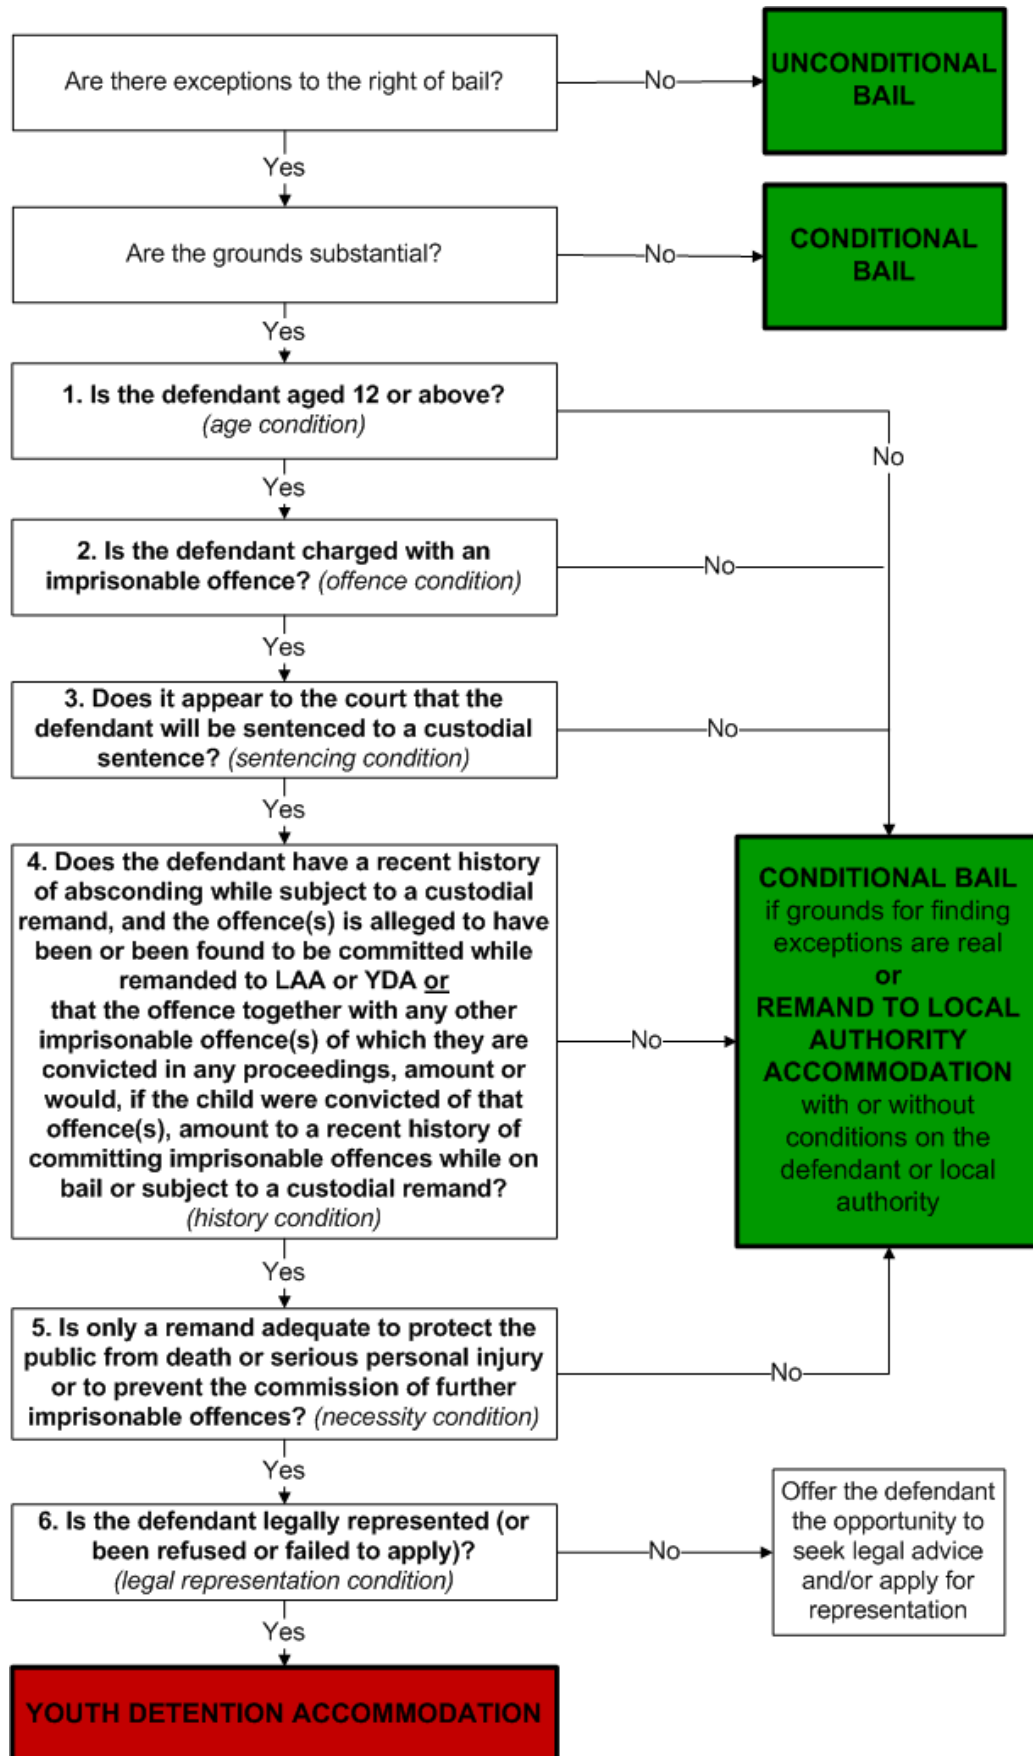 Are there exceptions to the right of bail?
No
UNCONDITIONAL
BAIL
Yes
Are the grounds substantial?
No
CONDITIONAL
BAIL
Yes
1. Is the defendant aged 12 or above?
(age condition)
No
Yes
2. Is the defendant charged with an
imprisonable offence? (offence condition)
No
Yes
3. Does it appear to the court that the
defendant will be sentenced to a custodial
sentence? (sentencing condition)
No
Yes
4. Does the defendant have a recent history
of absconding while subject to a custodial
remand, and the offence(s) is alleged to have
been or been found to be committed while
remanded to LAA or YDA or
that the offence together with any other
imprisonable offence(s) of which they are
convicted in any proceedings, amount or
would, if the child were convicted of that
offence(s), amount to a recent history of
committing imprisonable offences while on
bail or subject to a custodial remand?
(history condition)
No
CONDITIONAL BAIL
if grounds for finding
exceptions are real
or
REMAND TO LOCAL
AUTHORITY
ACCOMMODATION
with or without
conditions on the
defendant or local
authority
Yes
5. Is only a remand adequate to protect the
public from death or serious personal injury
or to prevent the commission of further
imprisonable offences? (necessity condition)
No
Yes
6. Is the defendant legally represented (or
been refused or failed to apply)?
(legal representation condition)
No
Offer the defendant
the opportunity to
seek legal advice
and/or apply for
representation
Yes
YOUTH DETENTION ACCOMMODATION